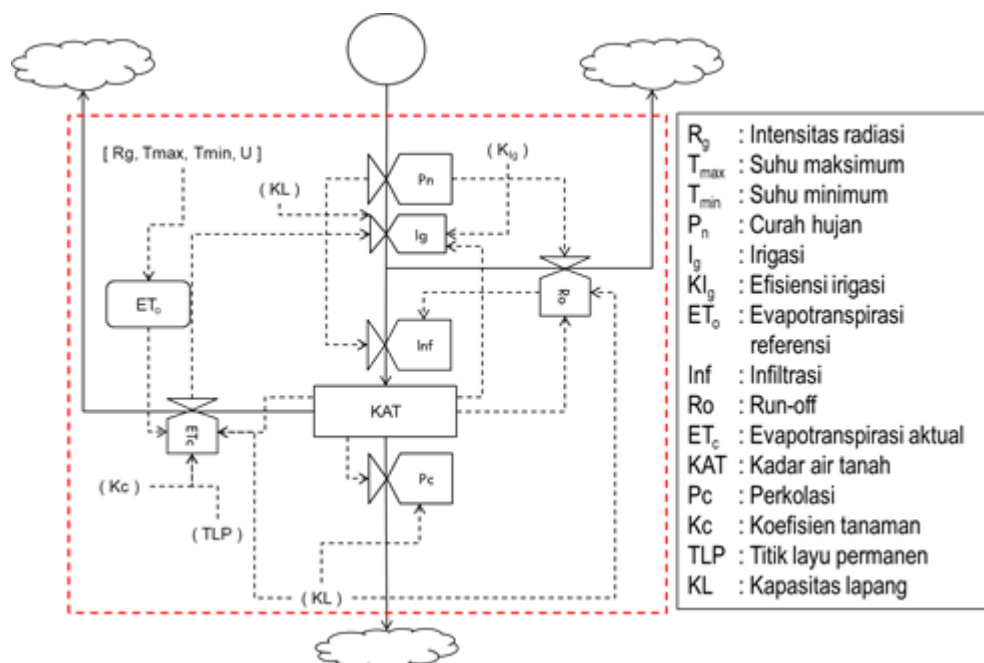 [ Rg, Tmax, Tmin, U ]
( KIg )
Pn
( KL )
Ig
ETo
Ro
Inf
KAT
ETc
Pc
( Kc )
( TLP )
( KL )
Rg : Intensitas radiasi
Tmax : Suhu maksimum
Tmin : Suhu minimum
Pn : Curah hujan
Ig : Irigasi
KIg : Efisiensi irigasi
ETo : Evapotranspirasi
referensi
Inf : Infiltrasi
Ro : Run-off
ETc : Evapotranspirasi aktual
KAT : Kadar air tanah
Pc : Perkolasi
Kc : Koefisien tanaman
TLP : Titik layu permanen
KL : Kapasitas lapang